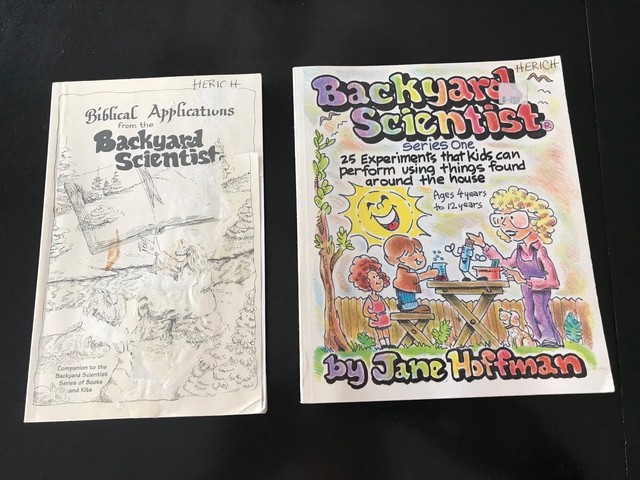 HERICH
Biblical Applications
from the
Backyard
Scientist
Companion to the
Backyard Scientist
Series of Books
and Kits
HERICH
Backyard
Scientist®
Series One
25 Experiments that kids can
perform using things found
around the house
Ages 4 years
to 12 years
by Jane Hoffman